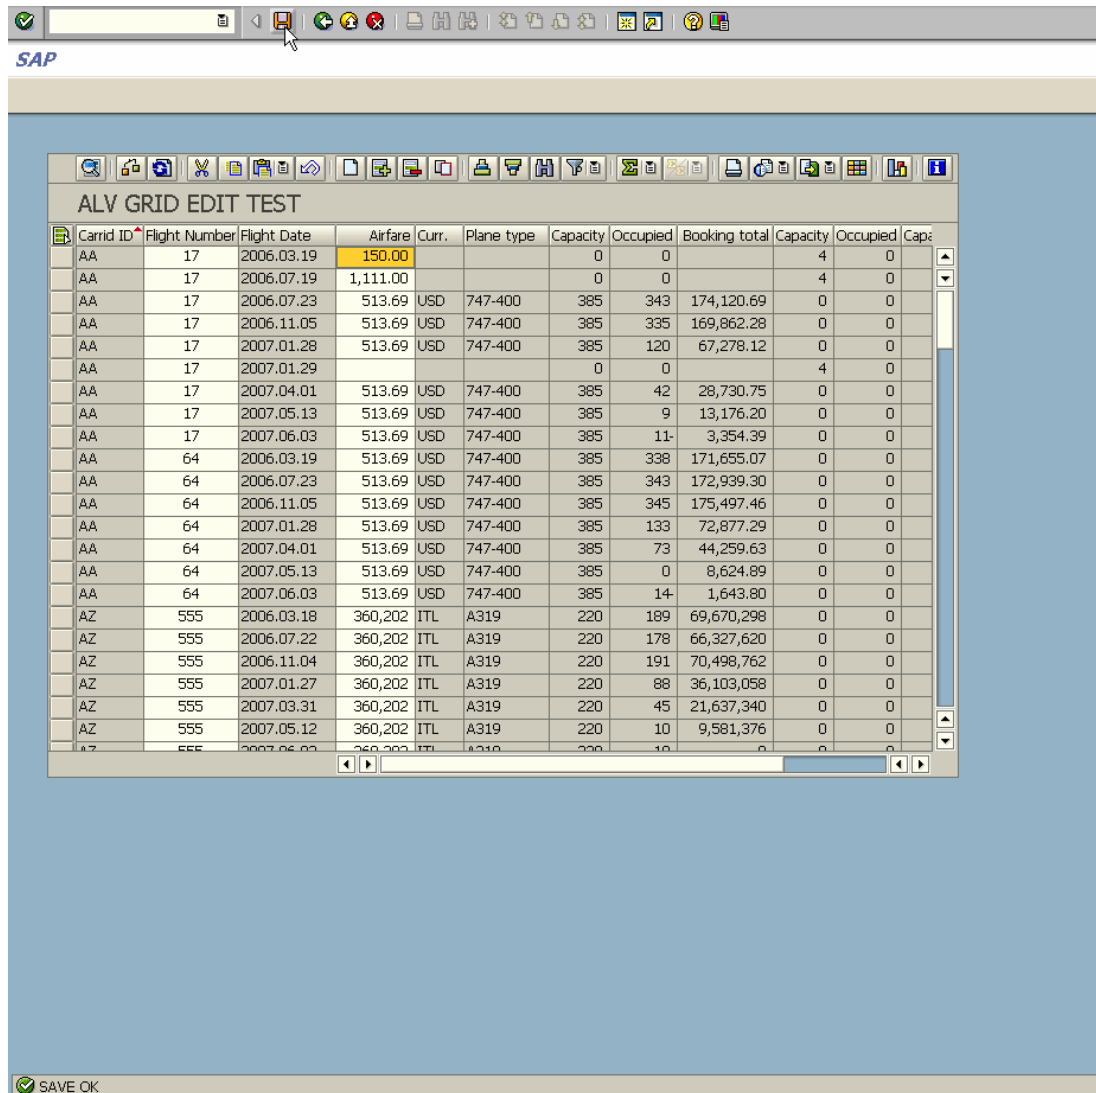 SAP
ALV GRID EDIT TEST
Carrid ID Flight Number Flight Date Airfare Curr. Plane type Capacity Occupied Booking total Capacity Occupied Capa
AA 17 2006.03.19 150.00 0 0 4 0
AA 17 2006.07.19 1,111.00 0 0 4 0
AA 17 2006.07.23 513.69 USD 747-400 385 343 174,120.69 0 0
AA 17 2006.11.05 513.69 USD 747-400 385 335 169,862.28 0 0
AA 17 2007.01.28 513.69 USD 747-400 385 120 67,278.12 0 0
AA 17 2007.01.29 0 0 4 0
AA 17 2007.04.01 513.69 USD 747-400 385 42 28,730.75 0 0
AA 17 2007.05.13 513.69 USD 747-400 385 9 13,176.20 0 0
AA 17 2007.06.03 513.69 USD 747-400 385 11- 3,354.39 0 0
AA 64 2006.03.19 513.69 USD 747-400 385 338 171,655.07 0 0
AA 64 2006.07.23 513.69 USD 747-400 385 343 172,939.30 0 0
AA 64 2006.11.05 513.69 USD 747-400 385 345 175,497.46 0 0
AA 64 2007.01.28 513.69 USD 747-400 385 133 72,877.29 0 0
AA 64 2007.04.01 513.69 USD 747-400 385 73 44,259.63 0 0
AA 64 2007.05.13 513.69 USD 747-400 385 0 8,624.89 0 0
AA 64 2007.06.03 513.69 USD 747-400 385 14- 1,643.80 0 0
AZ 555 2006.03.18 360,202 ITL A319 220 189 69,670,298 0 0
AZ 555 2006.07.22 360,202 ITL A319 220 178 66,327,620 0 0
AZ 555 2006.11.04 360,202 ITL A319 220 191 70,498,762 0 0
AZ 555 2007.01.27 360,202 ITL A319 220 88 36,103,058 0 0
AZ 555 2007.03.31 360,202 ITL A319 220 45 21,637,340 0 0
AZ 555 2007.05.12 360,202 ITL A319 220 10 9,581,376 0 0
SAVE OK